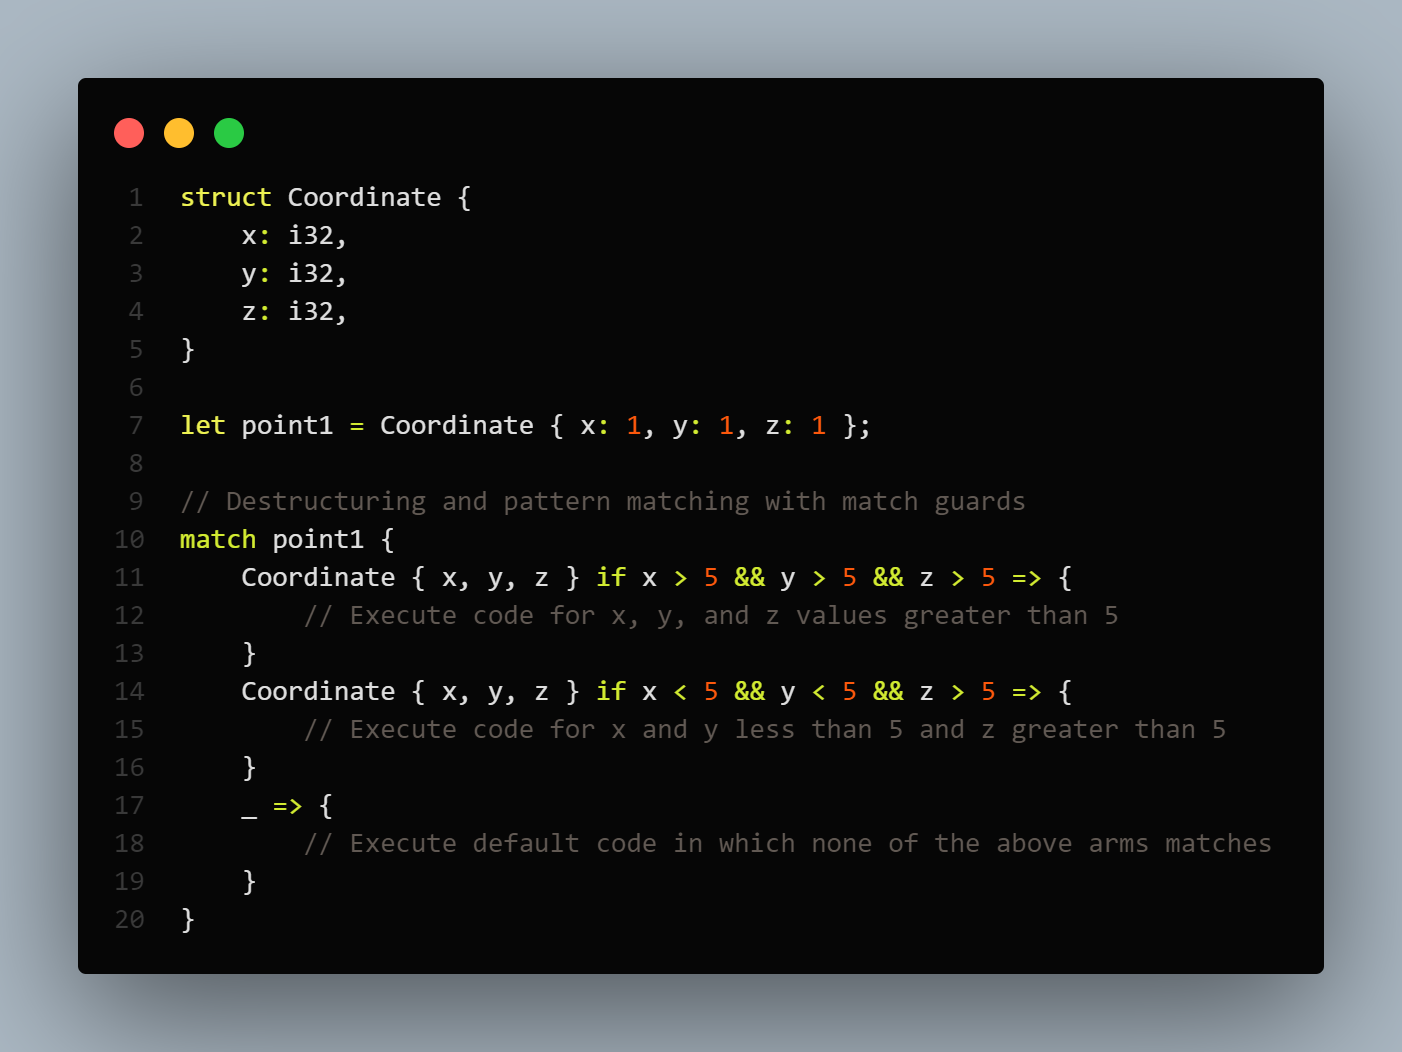 1 struct Coordinate {
2     x: i32,
3     y: i32,
4     z: i32,
5 }
6
7 let point1 = Coordinate { x: 1, y: 1, z: 1 };
8
9 // Destructuring and pattern matching with match guards
10 match point1 {
11     Coordinate { x, y, z } if x > 5 && y > 5 && z > 5 => {
12         // Execute code for x, y, and z values greater than 5
13     }
14     Coordinate { x, y, z } if x < 5 && y < 5 && z > 5 => {
15         // Execute code for x and y less than 5 and z greater than 5
16     }
17     _ => {
18         // Execute default code in which none of the above arms matches
19     }
20 }